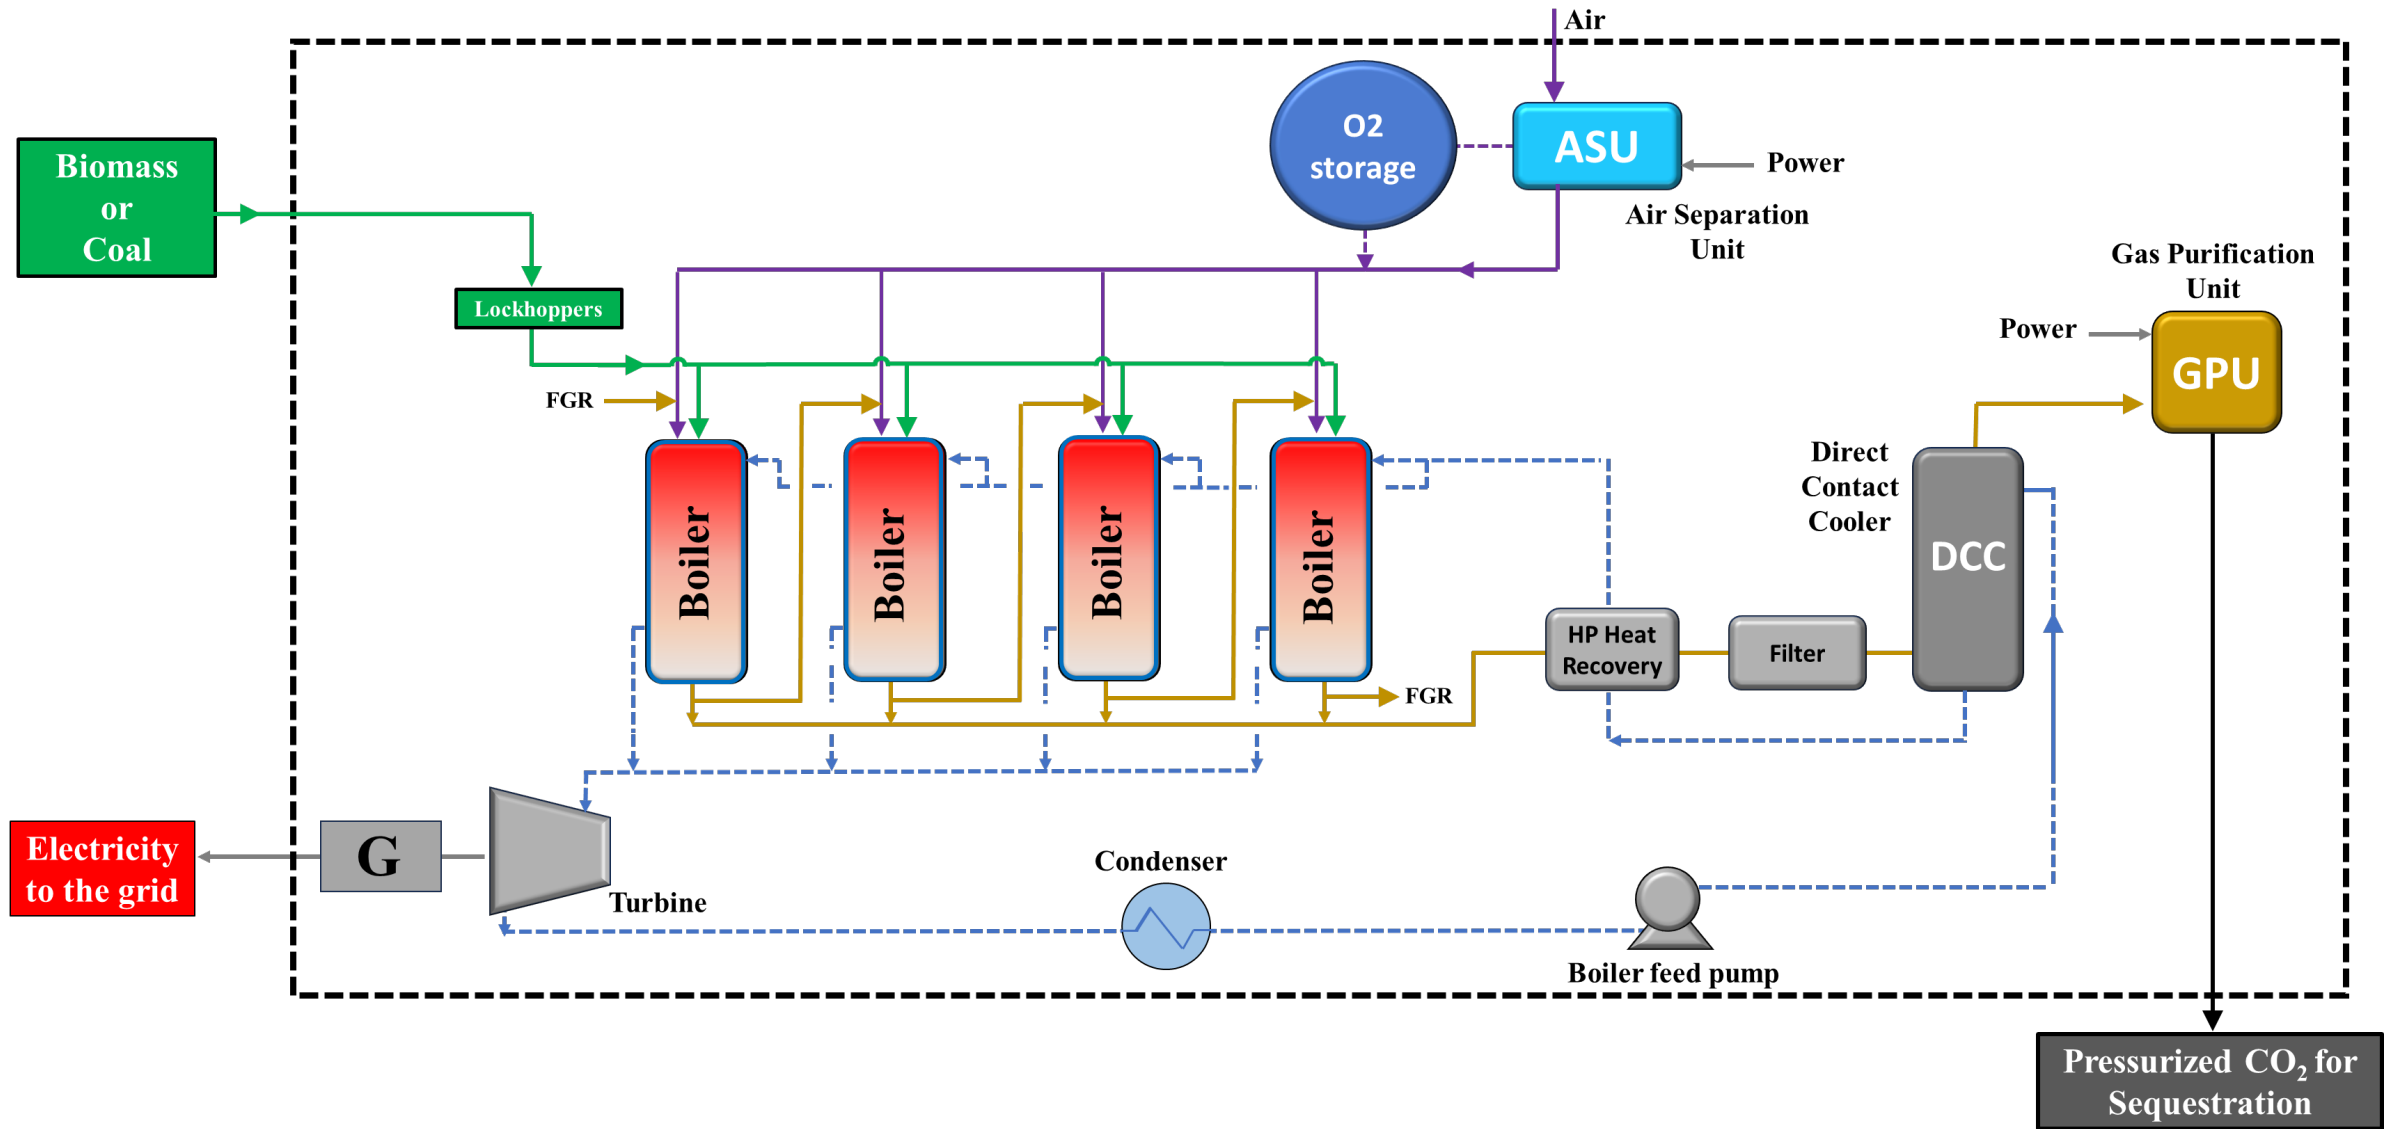 Air
O2
storage
ASU
Power
Air Separation
Unit
Biomass
or
Coal
Lockhoppers
Gas Purification
Unit
Power
GPU
FGR
Boiler
Boiler
Boiler
Boiler
Direct
Contact
Cooler
DCC
HP Heat
Recovery
Filter
FGR
Electricity
to the grid
G
Turbine
Condenser
Boiler feed pump
Pressurized CO₂ for
Sequestration